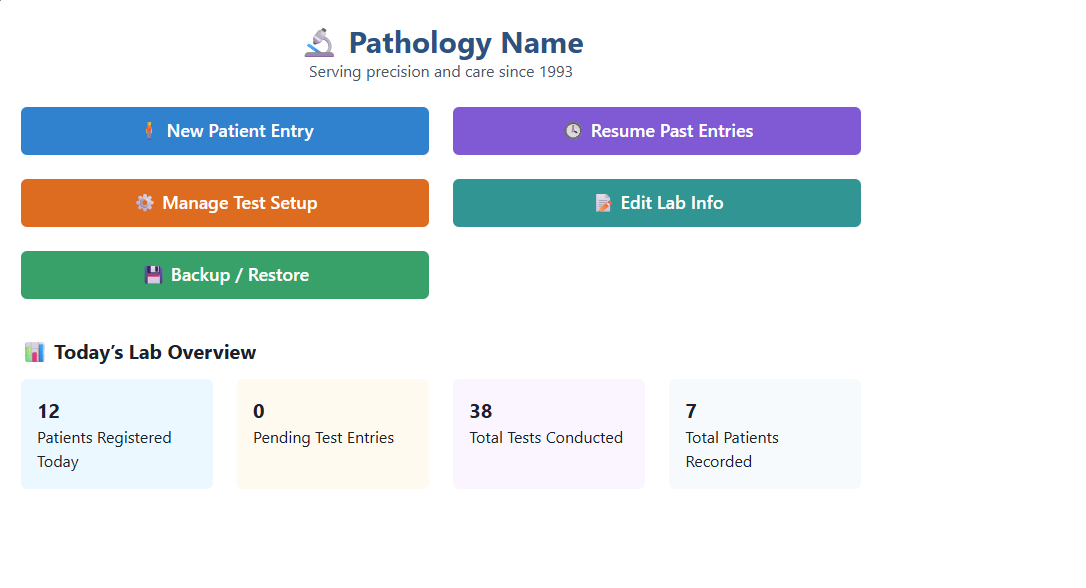 Pathology Name
Serving precision and care since 1993
New Patient Entry
Resume Past Entries
Manage Test Setup
Edit Lab Info
Backup / Restore
Today’s Lab Overview
12
Patients Registered
Today
0
Pending Test Entries
38
Total Tests Conducted
7
Total Patients
Recorded